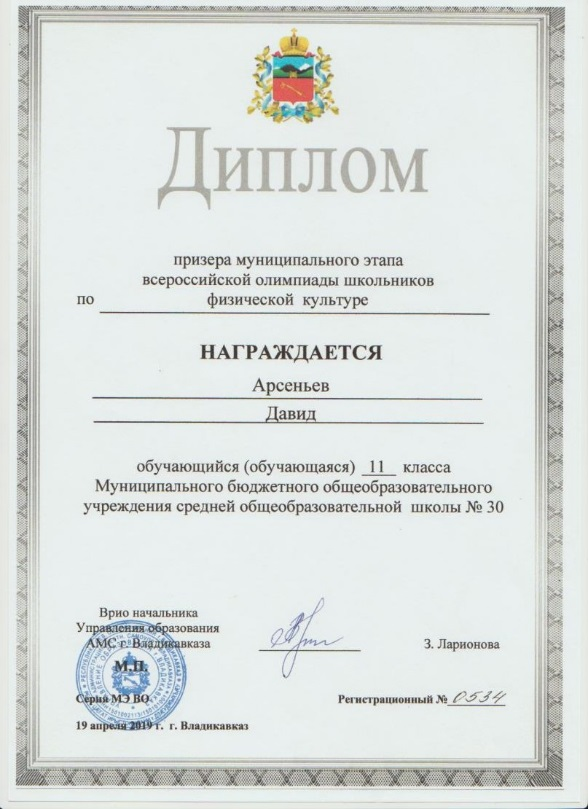 Диплом
призера муниципального этапа
всероссийской олимпиады школьников
по физической культуре
НАГРАЖДАЕТСЯ
Арсеньев
Давид
обучающийся (обучающаяся) 11 класса
Муниципального бюджетного общеобразовательного
учреждения средней общеобразовательной школы № 30
Врио начальника
Управления образования
АМС г. Владикавказа
З. Ларионова
М.П.
Серия МЭ ВО
Регистрационный № 0534
19 апреля 2019 г. г. Владикавказ